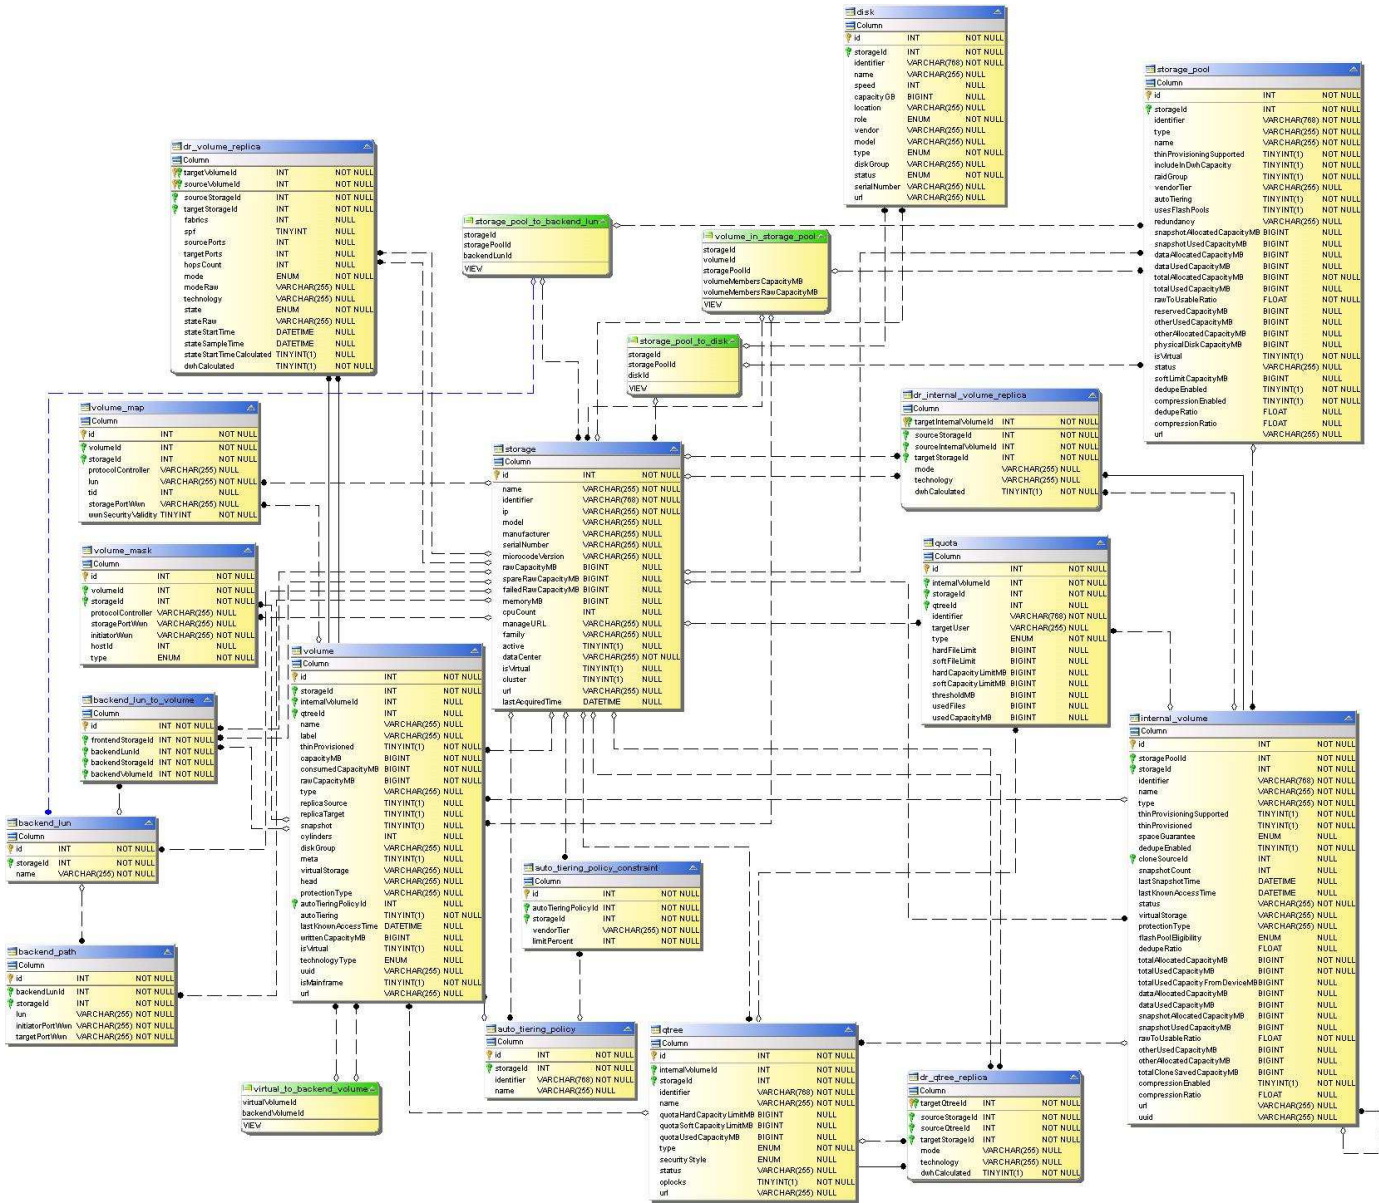 disk
Column
id INT NOT NULL
storageId INT NOT NULL
identifier VARCHAR(768) NOT NULL
name VARCHAR(255) NULL
speed INT NULL
capacityGB BIGINT NULL
location VARCHAR(255) NULL
role ENUM NOT NULL
vendor VARCHAR(255) NULL
model VARCHAR(255) NULL
type ENUM NOT NULL
diskGroup VARCHAR(255) NULL
status ENUM NOT NULL
serialNumber VARCHAR(255) NULL
url VARCHAR(255) NULL
storage_pool
Column
id INT NOT NULL
storageId INT NOT NULL
identifier VARCHAR(768) NOT NULL
type VARCHAR(255) NOT NULL
name VARCHAR(255) NOT NULL
thinProvisioningSupported TINYINT(1) NOT NULL
includeInDwhCapacity TINYINT(1) NOT NULL
raidGroup TINYINT(1) NOT NULL
vendorTier VARCHAR(255) NULL
autoTiering TINYINT(1) NOT NULL
usesFlashPools TINYINT(1) NOT NULL
redundancy VARCHAR(255) NULL
snapshotAllocatedCapacityMB BIGINT NULL
snapshotUsedCapacityMB BIGINT NULL
dataAllocatedCapacityMB BIGINT NULL
dataUsedCapacityMB BIGINT NULL
totalAllocatedCapacityMB BIGINT NOT NULL
totalUsedCapacityMB BIGINT NULL
rawToUsableRatio FLOAT NOT NULL
reservedCapacityMB BIGINT NULL
otherUsedCapacityMB BIGINT NULL
otherAllocatedCapacityMB BIGINT NULL
physicalDiskCapacityMB BIGINT NULL
isVirtual TINYINT(1) NOT NULL
status VARCHAR(255) NULL
softLimitCapacityMB BIGINT NULL
dedupeEnabled TINYINT(1) NOT NULL
compressionEnabled TINYINT(1) NOT NULL
dedupeRatio FLOAT NULL
compressionRatio FLOAT NULL
url VARCHAR(255) NULL
dr_volume_replica
Column
targetVolumeId INT NOT NULL
sourceVolumeId INT NOT NULL
sourceStorageId INT NOT NULL
targetStorageId INT NOT NULL
fabrics INT NULL
spf TINYINT NULL
sourcePorts INT NULL
targetPorts INT NULL
hopsCount INT NULL
mode ENUM NOT NULL
modeRaw VARCHAR(255) NULL
technology VARCHAR(255) NULL
state ENUM NOT NULL
stateRaw VARCHAR(255) NULL
stateStartTime DATETIME NULL
stateSampleTime DATETIME NULL
stateStartTimeCalculated TINYINT(1) NULL
dwhCalculated TINYINT(1) NOT NULL
storage_pool_to_backend_lun
storageId
storagePoolId
backendLunId
VIEW
volume_in_storage_pool
storageId
volumeId
storagePoolId
volumeMembersCapacityMB
volumeMembersRawCapacityMB
VIEW
storage_pool_to_disk
storageId
storagePoolId
diskId
VIEW
volume_map
Column
id INT NOT NULL
volumeId INT NOT NULL
storageId INT NOT NULL
protocolController VARCHAR(255) NULL
lun VARCHAR(255) NOT NULL
tid INT NULL
storagePortWwn VARCHAR(255) NULL
wwnSecurityValidity TINYINT NOT NULL
dr_internal_volume_replica
Column
targetInternalVolumeId INT NOT NULL
sourceStorageId INT NOT NULL
sourceInternalVolumeId INT NOT NULL
targetStorageId INT NOT NULL
mode VARCHAR(255) NULL
technology VARCHAR(255) NULL
dwhCalculated TINYINT(1) NOT NULL
storage
Column
id INT NOT NULL
name VARCHAR(255) NULL
identifier VARCHAR(768) NOT NULL
ip VARCHAR(255) NOT NULL
model VARCHAR(255) NULL
manufacturer VARCHAR(255) NULL
serialNumber VARCHAR(255) NULL
microcodeVersion VARCHAR(255) NULL
rawCapacityMB BIGINT NULL
spareRawCapacityMB BIGINT NULL
failedRawCapacityMB BIGINT NULL
memoryMB BIGINT NULL
cpuCount INT NULL
manageURL VARCHAR(255) NULL
family VARCHAR(255) NULL
active TINYINT(1) NULL
dataCenter VARCHAR(255) NOT NULL
isVirtual TINYINT(1) NULL
cluster TINYINT(1) NULL
url VARCHAR(255) NULL
lastAcquiredTime DATETIME NULL
volume_mask
Column
id INT NOT NULL
volumeId INT NOT NULL
storageId INT NOT NULL
protocolController VARCHAR(255) NULL
storagePortWwn VARCHAR(255) NULL
initiatorWwn VARCHAR(255) NOT NULL
hostId INT NULL
type ENUM NOT NULL
quota
Column
id INT NOT NULL
internalVolumeId INT NOT NULL
storageId INT NOT NULL
qtreeId INT NULL
identifier VARCHAR(768) NOT NULL
targetUser VARCHAR(255) NULL
type ENUM NOT NULL
hardFileLimit BIGINT NULL
softFileLimit BIGINT NULL
hardCapacityLimitMB BIGINT NULL
softCapacityLimitMB BIGINT NULL
thresholdMB BIGINT NULL
usedFiles BIGINT NULL
usedCapacityMB BIGINT NULL
volume
Column
id INT NOT NULL
storageId INT NOT NULL
internalVolumeId INT NULL
qtreeId INT NULL
name VARCHAR(255) NULL
label VARCHAR(255) NULL
thinProvisioned TINYINT(1) NOT NULL
capacityMB BIGINT NOT NULL
consumedCapacityMB BIGINT NOT NULL
rawCapacityMB BIGINT NOT NULL
type VARCHAR(255) NULL
replicaSource TINYINT(1) NULL
replicaTarget TINYINT(1) NULL
snapshot TINYINT(1) NULL
cylinders INT NULL
diskGroup VARCHAR(255) NULL
meta TINYINT(1) NULL
virtualStorage VARCHAR(255) NULL
head VARCHAR(255) NULL
protectionType VARCHAR(255) NULL
autoTieringPolicyId INT NULL
autoTiering TINYINT(1) NOT NULL
lastKnownAccessTime DATETIME NULL
writtenCapacityMB BIGINT NULL
isVirtual TINYINT(1) NULL
technologyType ENUM NULL
uuid VARCHAR(255) NULL
isMainframe TINYINT(1) NOT NULL
url VARCHAR(255) NULL
backend_lun_to_volume
Column
id INT NOT NULL
frontendStorageId INT NOT NULL
backendLunId INT NOT NULL
backendStorageId INT NOT NULL
backendVolumeId INT NOT NULL
internal_volume
Column
id INT NOT NULL
storagePoolId INT NOT NULL
storageId INT NOT NULL
identifier VARCHAR(768) NOT NULL
name VARCHAR(255) NOT NULL
type VARCHAR(255) NOT NULL
thinProvisioningSupported TINYINT(1) NOT NULL
thinProvisioned TINYINT(1) NOT NULL
spaceGuarantee ENUM NULL
dedupeEnabled TINYINT(1) NOT NULL
cloneSourceId INT NULL
snapshotCount INT NULL
lastSnapshotTime DATETIME NULL
lastKnownAccessTime DATETIME NULL
status VARCHAR(255) NOT NULL
virtualStorage VARCHAR(255) NULL
protectionType VARCHAR(255) NULL
flashPoolEligibility ENUM NULL
dedupeRatio FLOAT NULL
totalAllocatedCapacityMB BIGINT NOT NULL
totalUsedCapacityMB BIGINT NOT NULL
totalUsedCapacityFromDeviceMB BIGINT NULL
dataAllocatedCapacityMB BIGINT NULL
dataUsedCapacityMB BIGINT NULL
snapshotAllocatedCapacityMB BIGINT NULL
snapshotUsedCapacityMB BIGINT NULL
rawToUsableRatio FLOAT NOT NULL
otherUsedCapacityMB BIGINT NULL
otherAllocatedCapacityMB BIGINT NULL
totalCloneSavedCapacityMB BIGINT NULL
compressionEnabled TINYINT(1) NOT NULL
compressionRatio FLOAT NULL
url VARCHAR(255) NULL
uuid VARCHAR(255) NULL
backend_lun
Column
id INT NOT NULL
storageId INT NOT NULL
name VARCHAR(255) NOT NULL
auto_tiering_policy_constraint
Column
id INT NOT NULL
autoTieringPolicyId INT NOT NULL
storageId INT NOT NULL
vendorTier VARCHAR(255) NOT NULL
limitPercent INT NOT NULL
backend_path
Column
id INT NOT NULL
backendLunId INT NOT NULL
storageId INT NOT NULL
lun VARCHAR(255) NOT NULL
initiatorPortWwn VARCHAR(255) NOT NULL
targetPortWwn VARCHAR(255) NOT NULL
auto_tiering_policy
Column
id INT NOT NULL
storageId INT NOT NULL
identifier VARCHAR(768) NOT NULL
name VARCHAR(255) NULL
qtree
Column
id INT NOT NULL
internalVolumeId INT NOT NULL
storageId INT NOT NULL
identifier VARCHAR(768) NOT NULL
name VARCHAR(255) NOT NULL
quotaHardCapacityLimitMB BIGINT NULL
quotaSoftCapacityLimitMB BIGINT NULL
quotaUsedCapacityMB BIGINT NULL
type ENUM NOT NULL
securityStyle ENUM NULL
status VARCHAR(255) NULL
oplocks TINYINT(1) NOT NULL
url VARCHAR(255) NULL
dr_qtree_replica
Column
targetQtreeId INT NOT NULL
sourceStorageId INT NOT NULL
sourceQtreeId INT NOT NULL
targetStorageId INT NOT NULL
mode VARCHAR(255) NULL
technology VARCHAR(255) NULL
dwhCalculated TINYINT(1) NOT NULL
virtual_to_backend_volume
virtualVolumeId
backendVolumeId
VIEW